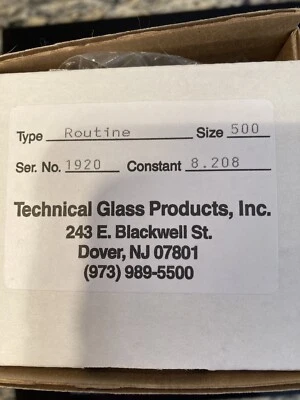 Type Routine Size 500
Ser. No. 1920 Constant 8.208
Technical Glass Products, Inc.
243 E. Blackwell St.
Dover, NJ 07801
(973) 989-5500